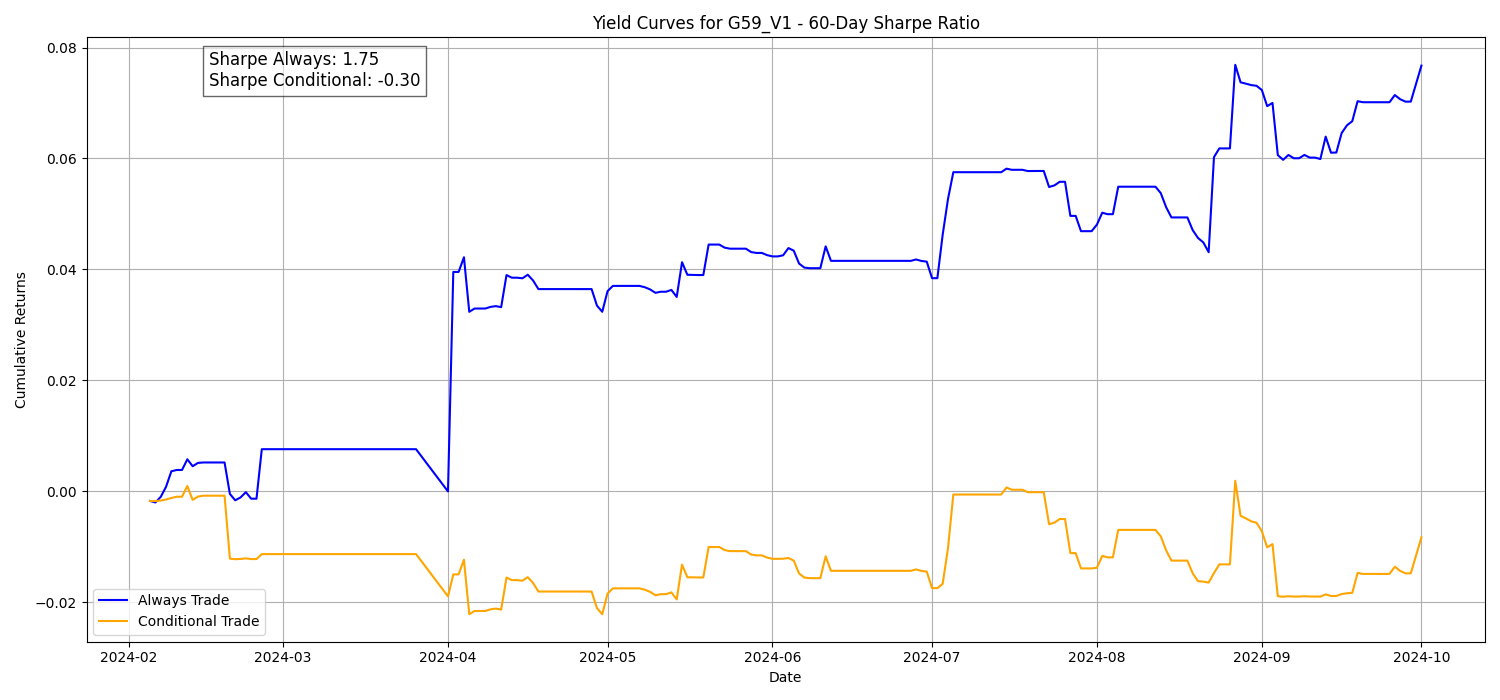 Yield Curves for G59_V1 - 60-Day Sharpe Ratio
Sharpe Always: 1.75
Sharpe Conditional: -0.30
Cumulative Returns
0.08
0.06
0.04
0.02
0.00
−0.02
Always Trade
Conditional Trade
2024-02
2024-03
2024-04
2024-05
2024-06
2024-07
2024-08
2024-09
2024-10
Date